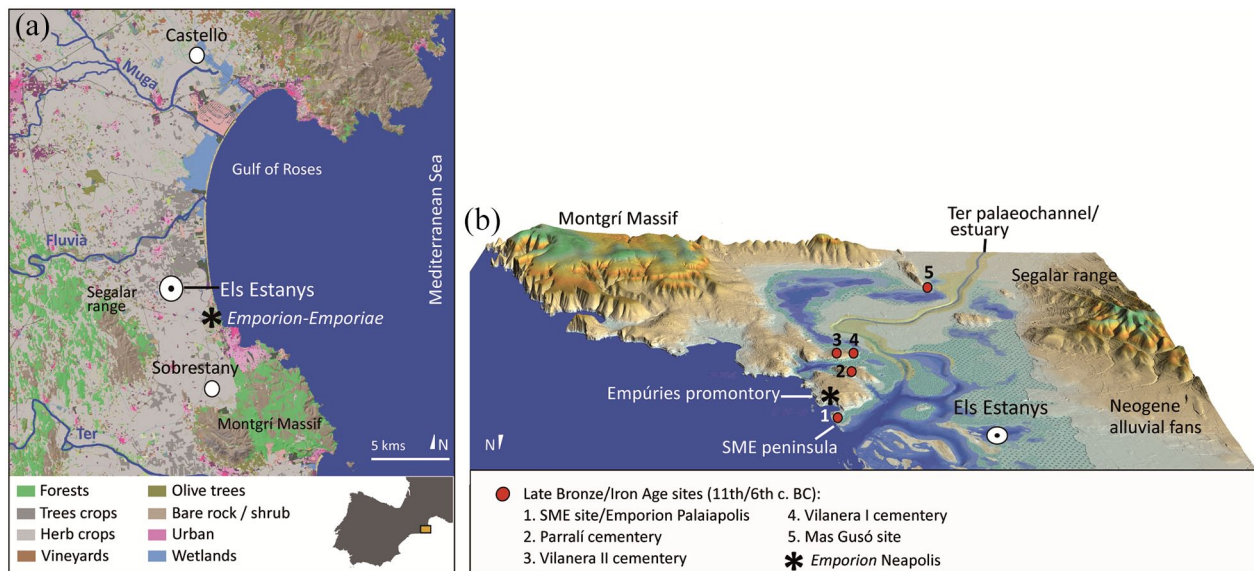 (a)
Castellò
Muga
Gulf of Roses
Mediterranean Sea
Fluvia
Segalar
range
Els Estanys
Emporion-Emporiae
Sobrestany
Montgrí Massif
Ter
5 kms
N
Forests
Trees crops
Herb crops
Vineyards
Olive trees
Bare rock / shrub
Urban
Wetlands
(b)
Montgrí Massif
Ter palaeochannel/
estuary
5
Segalar range
3 4
2
Empúries promontory
1
SME peninsula
Els Estanys
Neogene
alluvial fans
N
Late Bronze/Iron Age sites (11th/6th c. BC):
1. SME site/Emporion Palaiapolis
2. Parralí cementery
3. Vilanera II cementery
4. Vilanera I cementery
5. Mas Gusó site
Emporion Neapolis